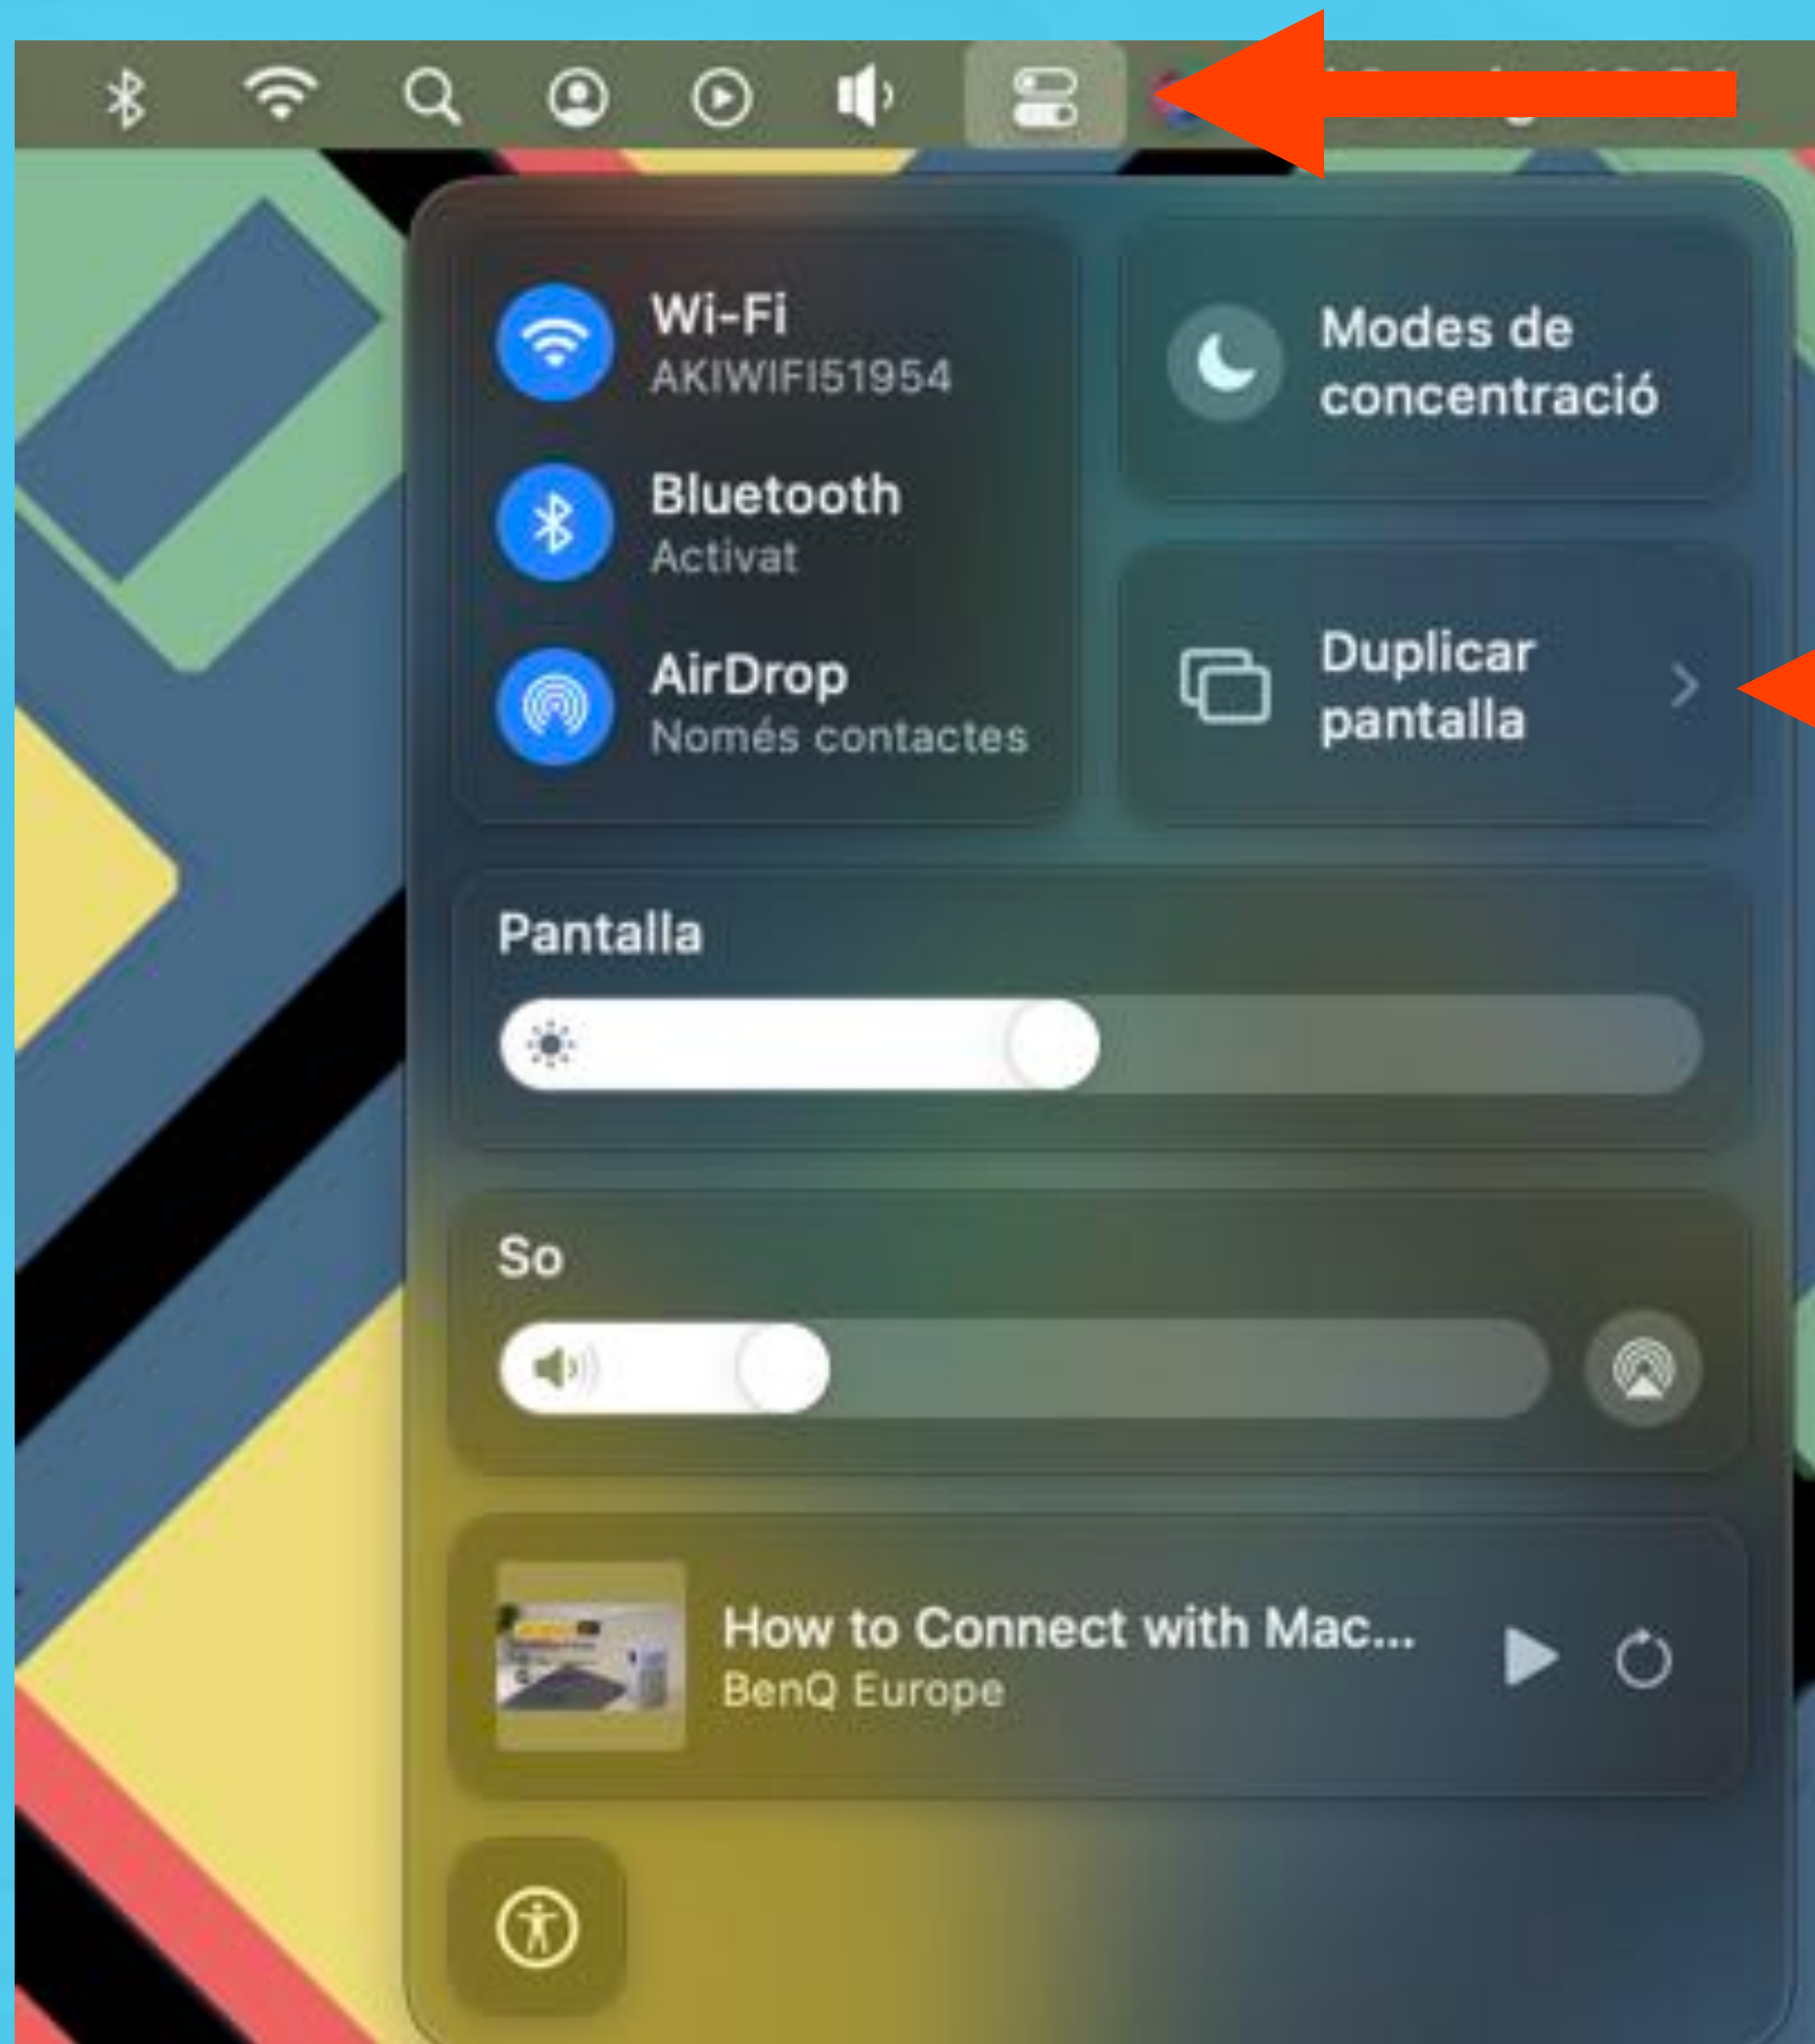 Wi-Fi
AKIWIFI51954
Bluetooth
Activat
AirDrop
Només contactes
Modes de
concentració
Duplicar
pantalla
Pantalla
So
How to Connect with Mac...
BenQ Europe